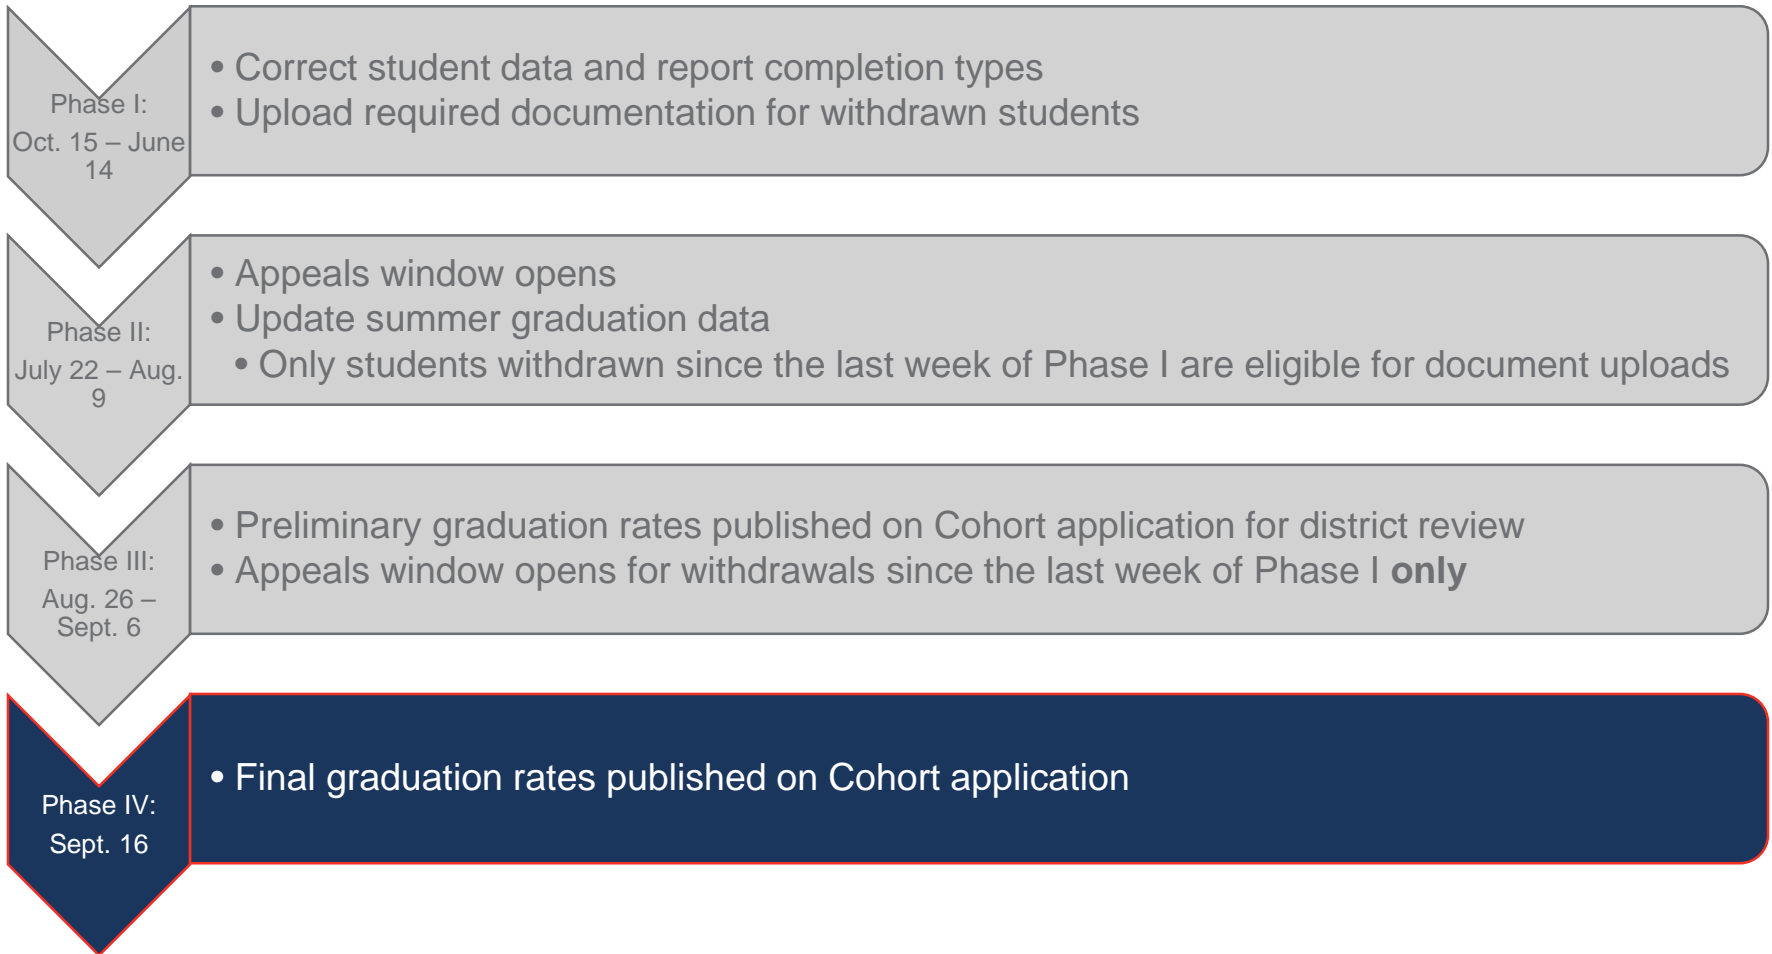 Phase I:
Oct. 15 – June
14
• Correct student data and report completion types
• Upload required documentation for withdrawn students
Phase II:
July 22 – Aug.
9
• Appeals window opens
• Update summer graduation data
• Only students withdrawn since the last week of Phase I are eligible for document uploads
Phase III:
Aug. 26 –
Sept. 6
• Preliminary graduation rates published on Cohort application for district review
• Appeals window opens for withdrawals since the last week of Phase I only
Phase IV:
Sept. 16
• Final graduation rates published on Cohort application